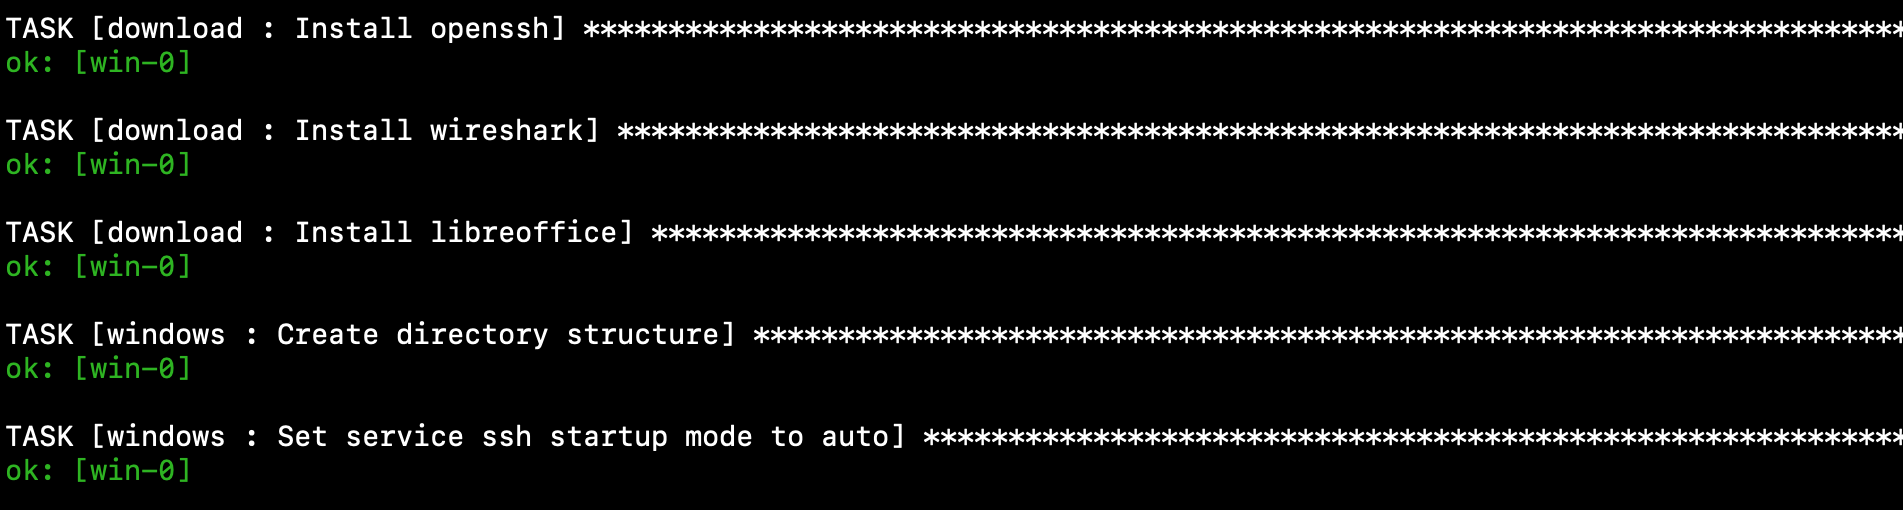 TASK [download : Install openssh] ******************************************************************************
ok: [win-0]
TASK [download : Install wireshark] ****************************************************************************
ok: [win-0]
TASK [download : Install libreoffice] **************************************************************************
ok: [win-0]
TASK [windows : Create directory structure] ********************************************************************
ok: [win-0]
TASK [windows : Set service ssh startup mode to auto] **********************************************************
ok: [win-0]